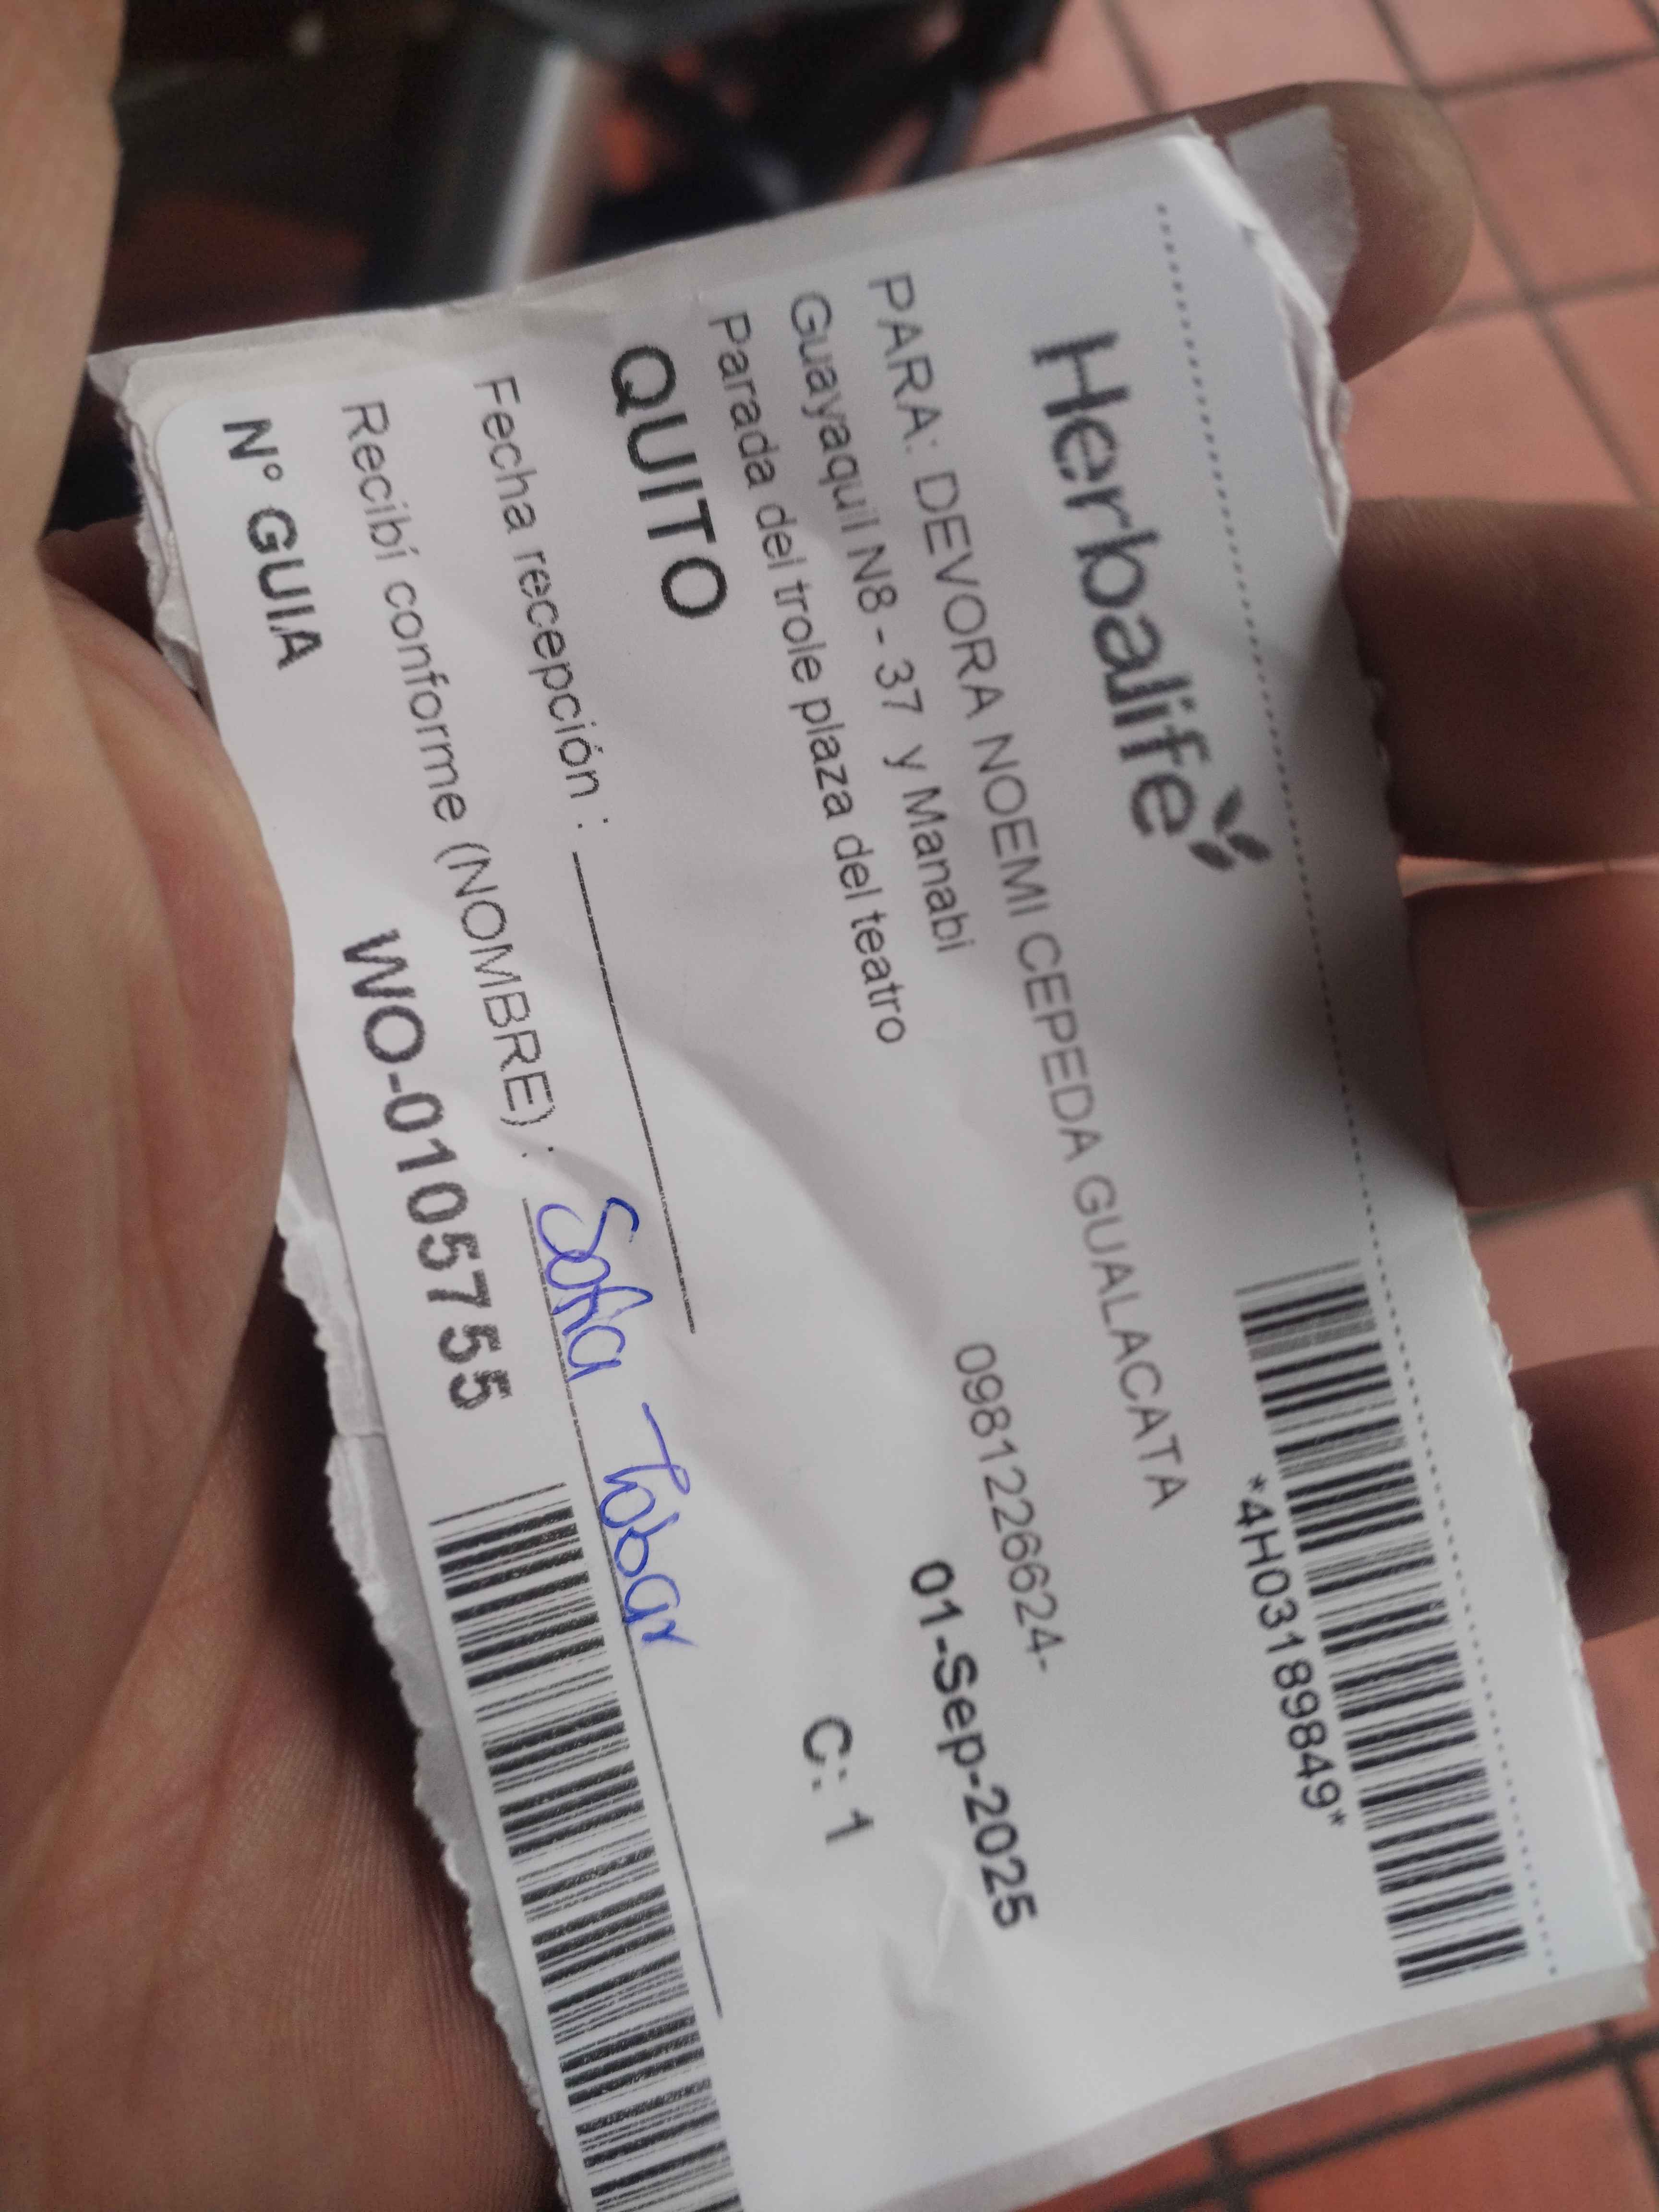 Herbalife
*4H03189849*
PARA: DEVORA NOEMI CEPEDA GUALACATA
Guayaquil N8 - 37 y Manabi
0981226624-
Parada del trole plaza del teatro
01-Sep-2025
QUITO
C: 1
Fecha recepción :
Recibí conforme (NOMBRE) : Sofia Tobar
N° GUIA WO-0105755